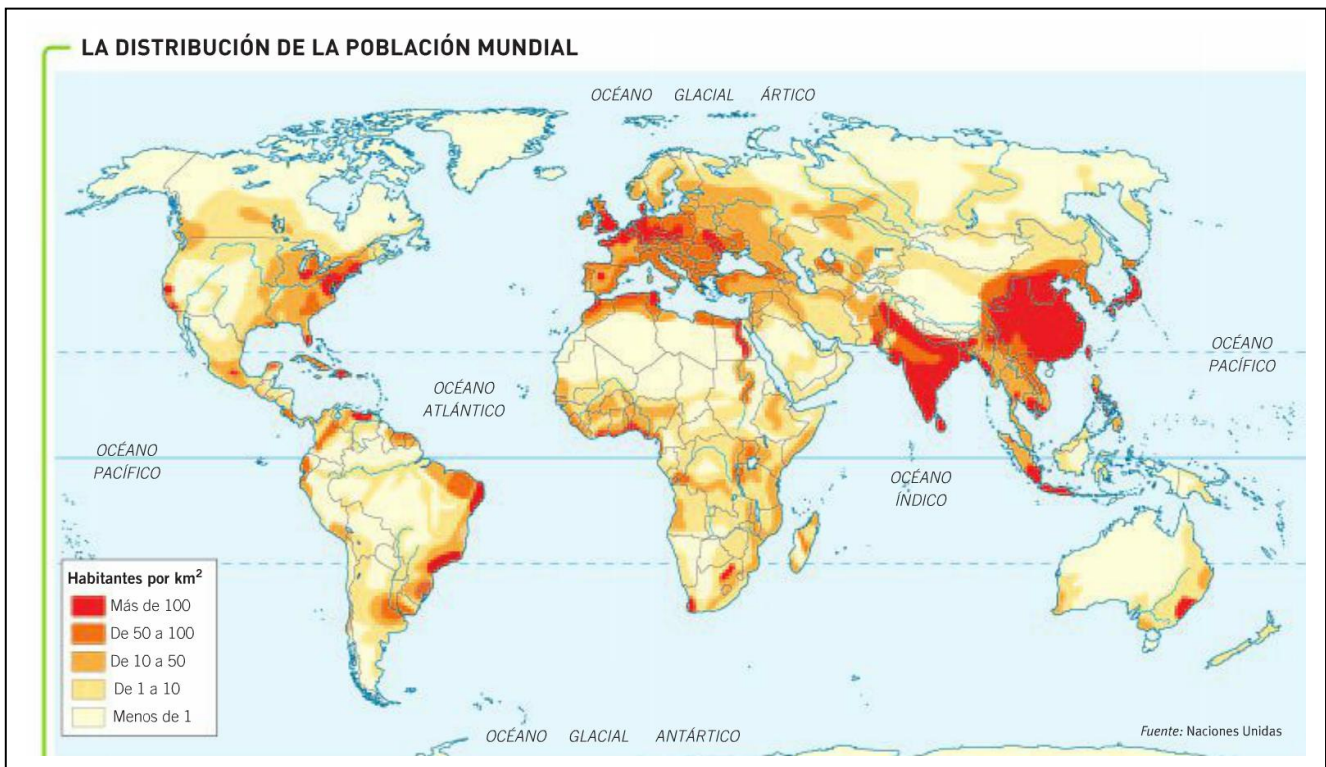 LA DISTRIBUCIÓN DE LA POBLACIÓN MUNDIAL
OCÉANO GLACIAL ÁRTICO
OCÉANO
PACÍFICO
OCÉANO
ATLÁNTICO
OCÉANO
PACÍFICO
OCÉANO
ÍNDICO
Habitantes por km²
Más de 100
De 50 a 100
De 10 a 50
De 1 a 10
Menos de 1
OCÉANO GLACIAL ANTÁRTICO
Fuente: Naciones Unidas